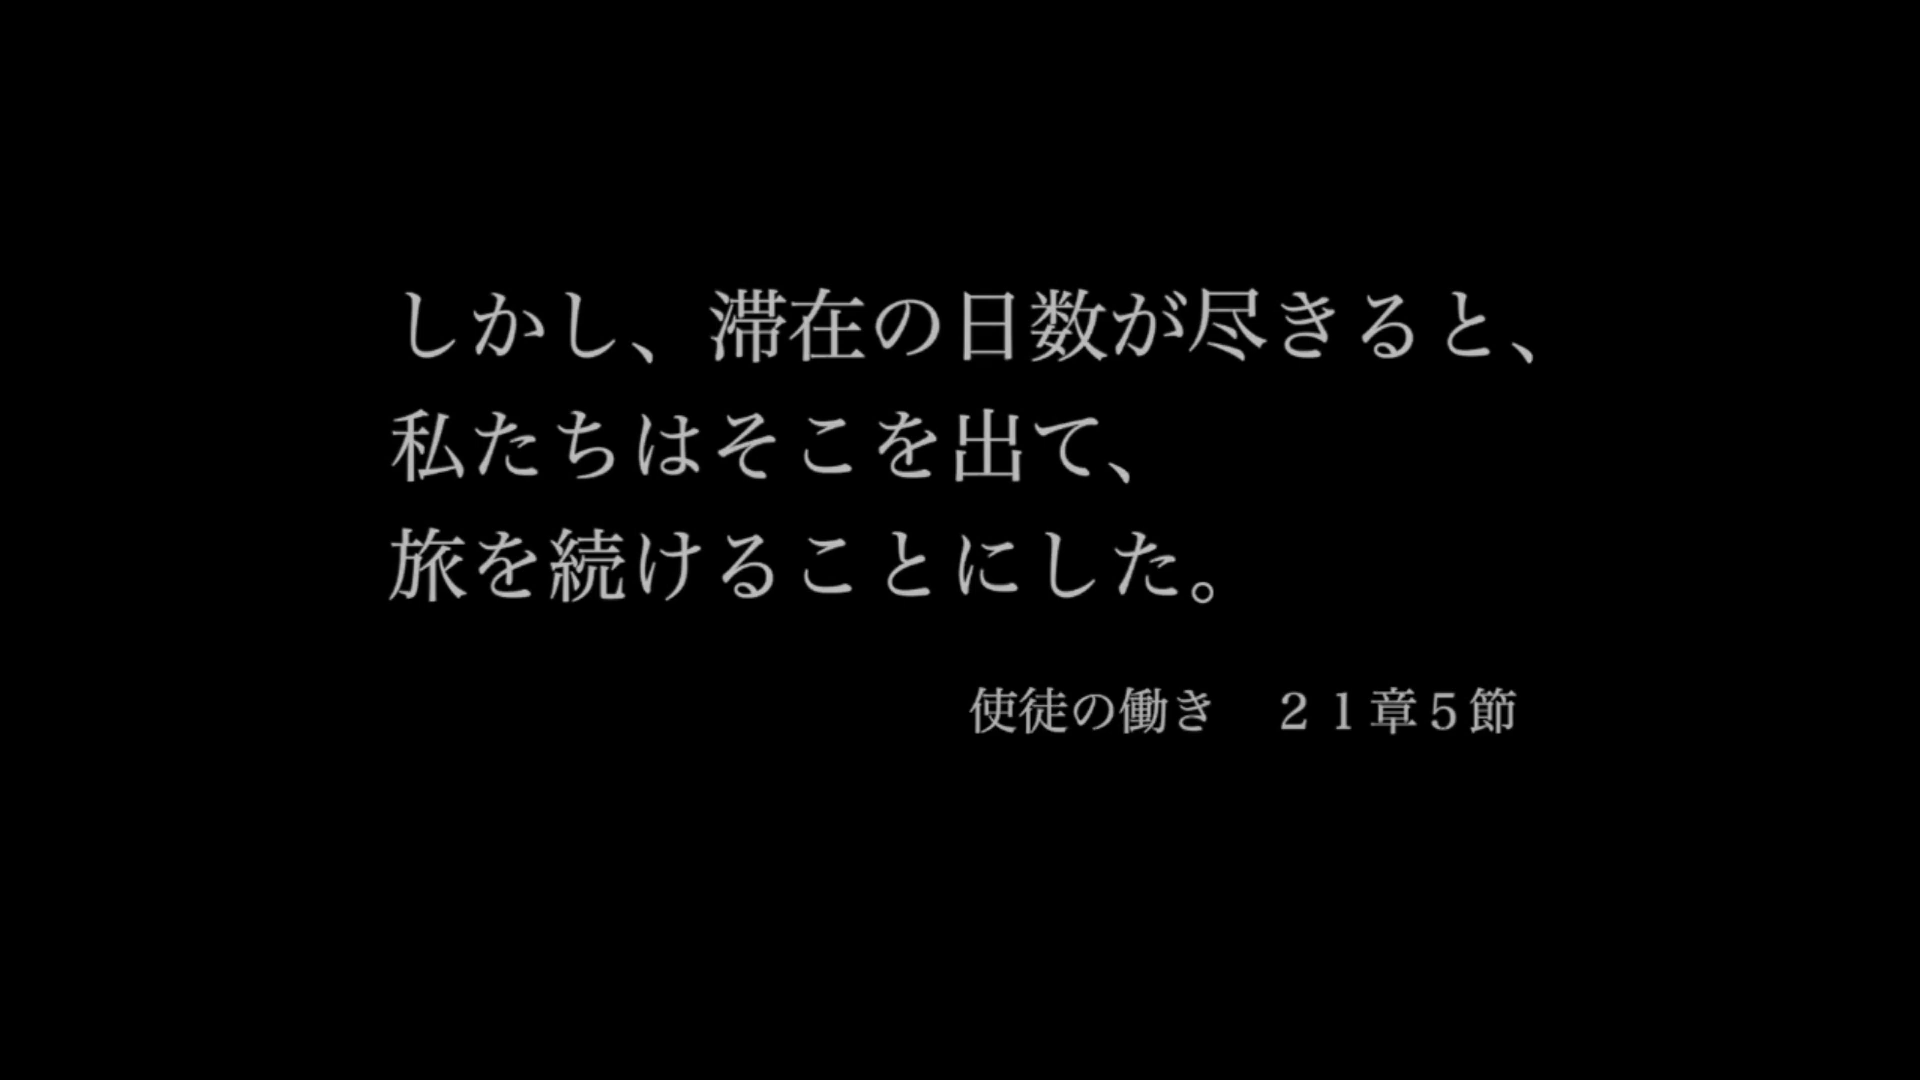 しかし、滞在の日数が尽きると、
私たちはそこを出て、
旅を続けることにした。
使徒の働き　２１章５節